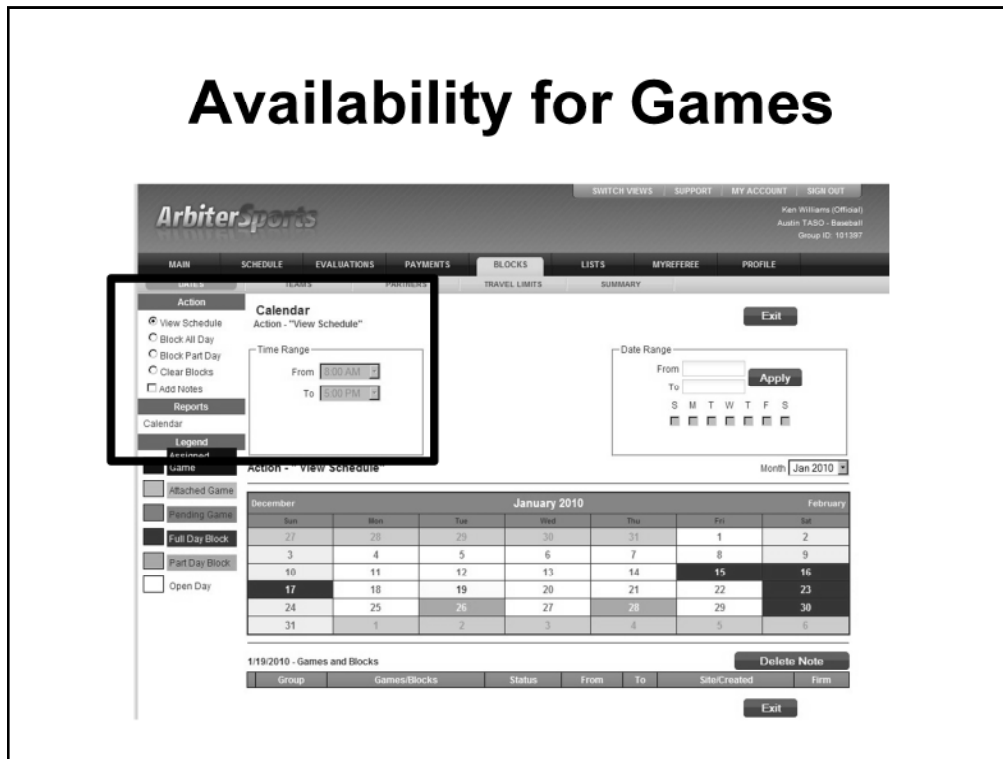 Availability for Games
SWITCH VIEWS SUPPORT MY ACCOUNT SIGN OUT
ArbiterSports
Ken Williams (Official)
Austin TASO - Baseball
Group ID: 101397
MAIN SCHEDULE EVALUATIONS PAYMENTS BLOCKS LISTS MYREFEREE PROFILE
DATES TEAMS PARTNERS TRAVEL LIMITS SUMMARY
Action
View Schedule
Block All Day
Block Part Day
Clear Blocks
Add Notes
Reports
Calendar
Legend
Assigned Game
Attached Game
Pending Game
Full Day Block
Part Day Block
Open Day
Calendar
Action - "View Schedule"
Exit
Time Range
From 8:00 AM
To 5:00 PM
Date Range
From
To
Apply
S M T W T F S
Action - "View Schedule"
Month Jan 2010
December January 2010 February
Sun Mon Tue Wed Thu Fri Sat
27 28 29 30 31 1 2
3 4 5 6 7 8 9
10 11 12 13 14 15 16
17 18 19 20 21 22 23
24 25 26 27 28 29 30
31 1 2 3 4 5 6
1/19/2010 - Games and Blocks
Delete Note
Group Games/Blocks Status From To Site/Created Firm
Exit